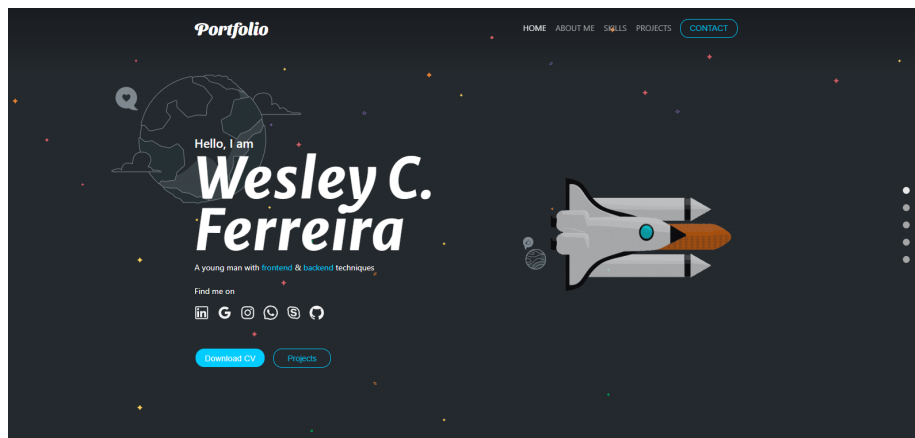 Portfolio
HOME ABOUT ME SKILLS PROJECTS CONTACT
Hello, I am
Wesley C.
Ferreira
A young man with frontend & backend techniques
Find me on
Download CV Projects